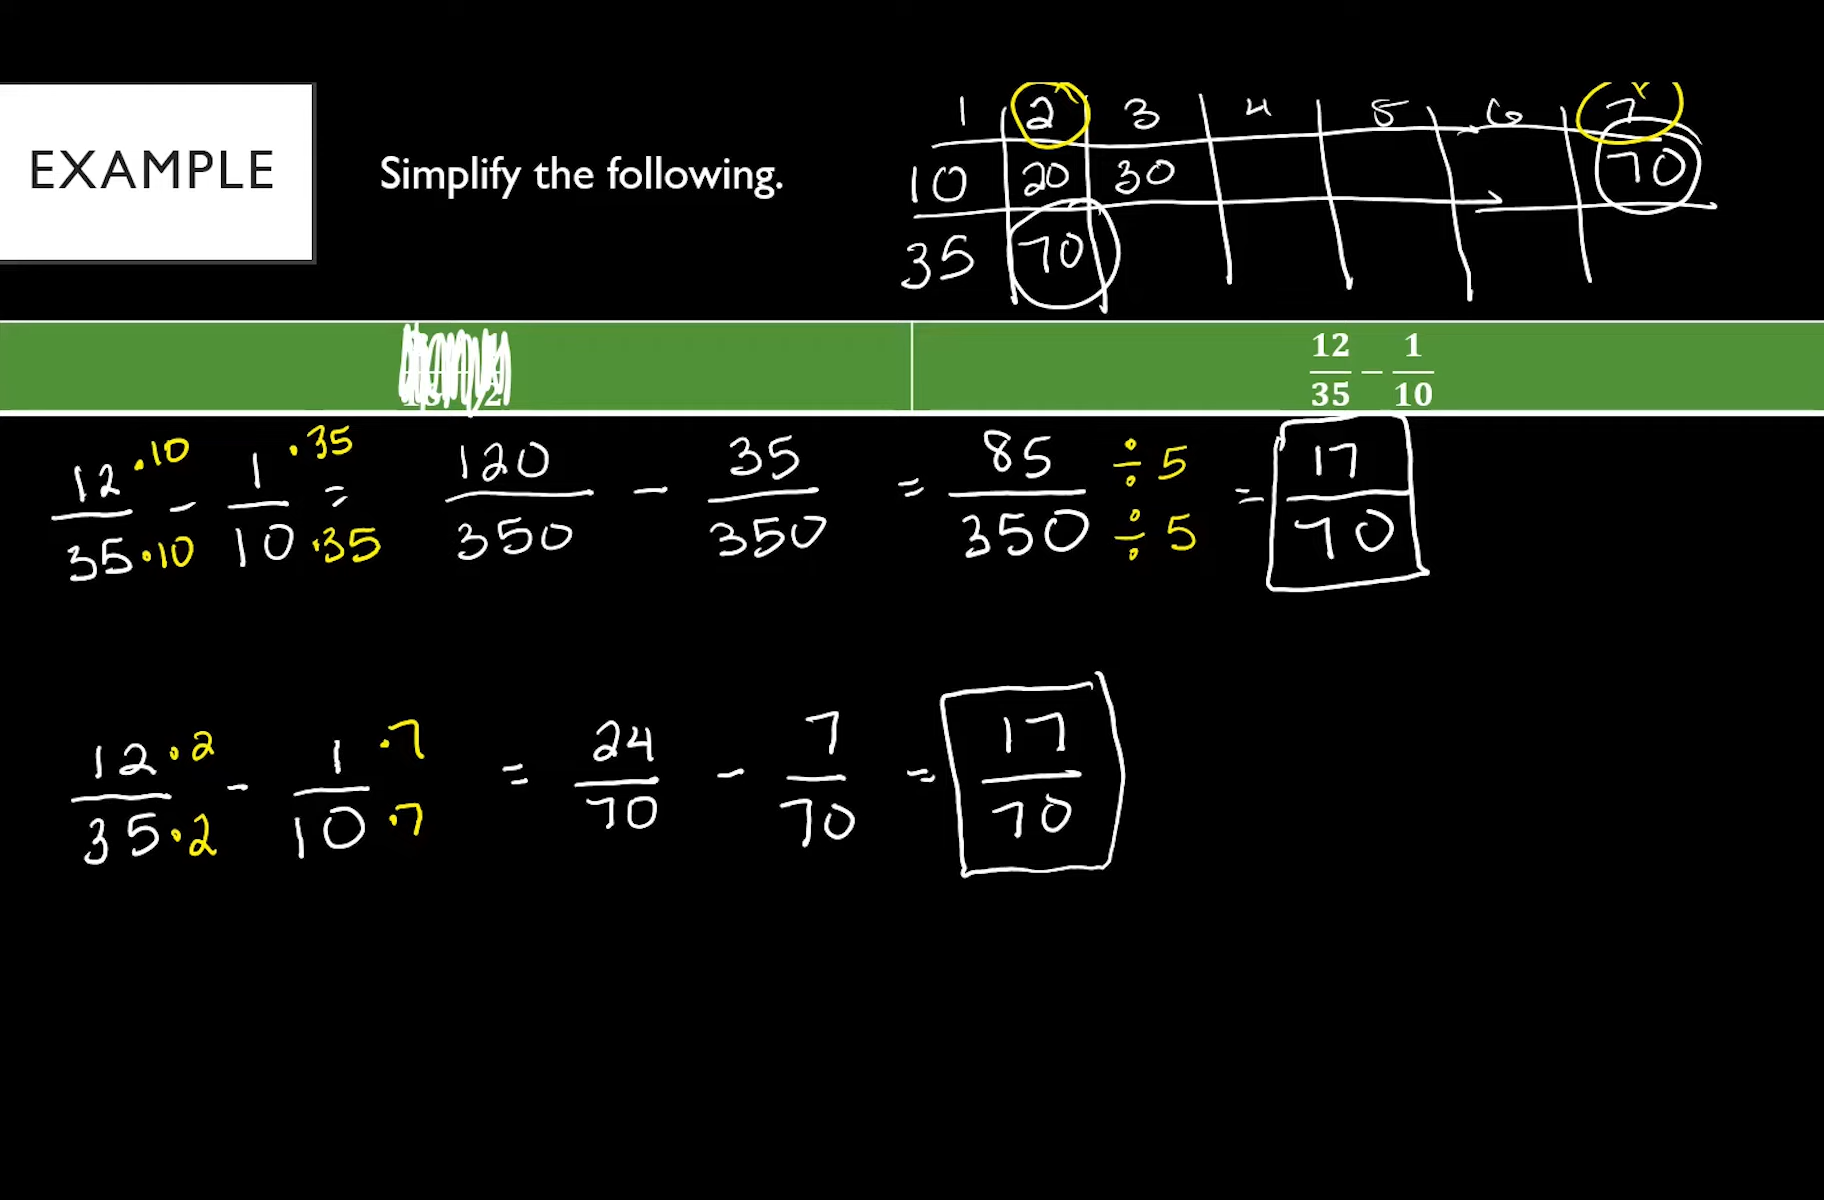 EXAMPLE
Simplify the following.
1 2 3 4 5 6 7
10 20 30 70
35 70
12/35 − 1/10
12·10/35·10 − 1·35/10·35 = 120/350 − 35/350 = 85÷5/350÷5 = 17/70
12·2/35·2 − 1·7/10·7 = 24/70 − 7/70 = 17/70